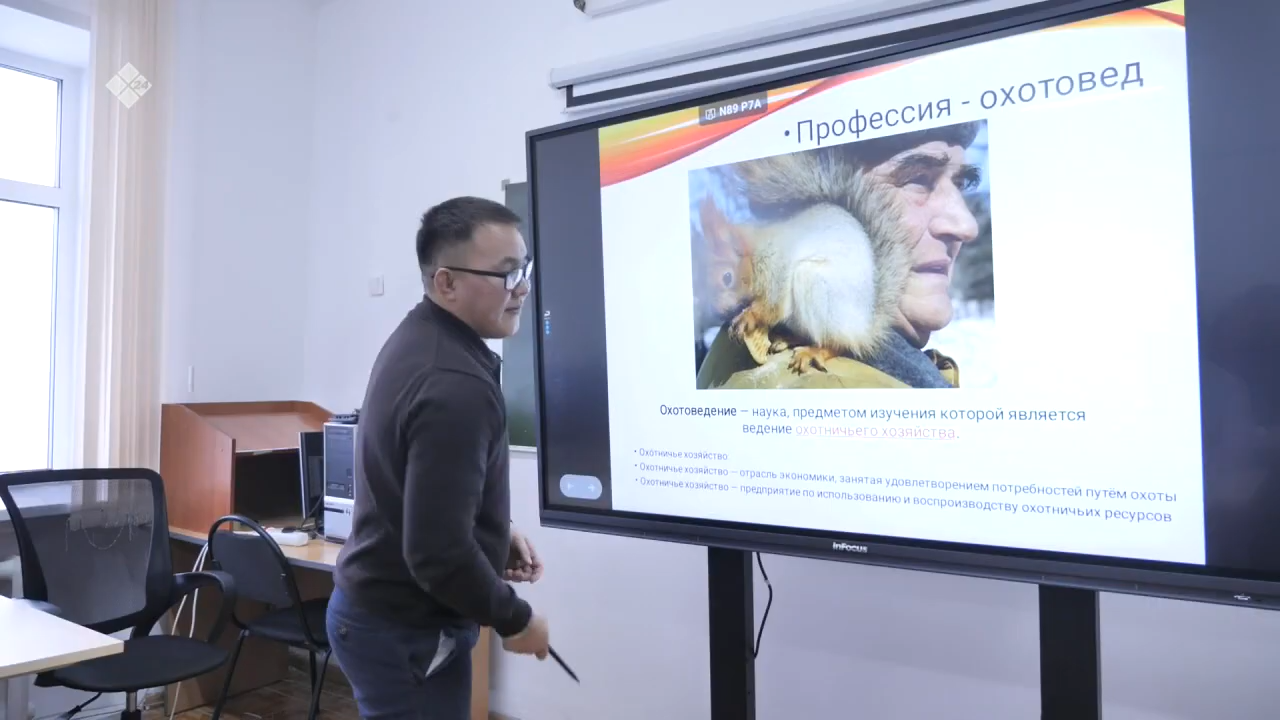 24
N89 P7A
• Профессия - охотовед
Охотоведение — наука, предметом изучения которой является
ведение охотничьего хозяйства.
• Охотничье хозяйство:
• Охотничье хозяйство — отрасль экономики, занятая удовлетворением потребностей путём охоты
• Охотничье хозяйство — предприятие по использованию и воспроизводству охотничьих ресурсов
InFocus